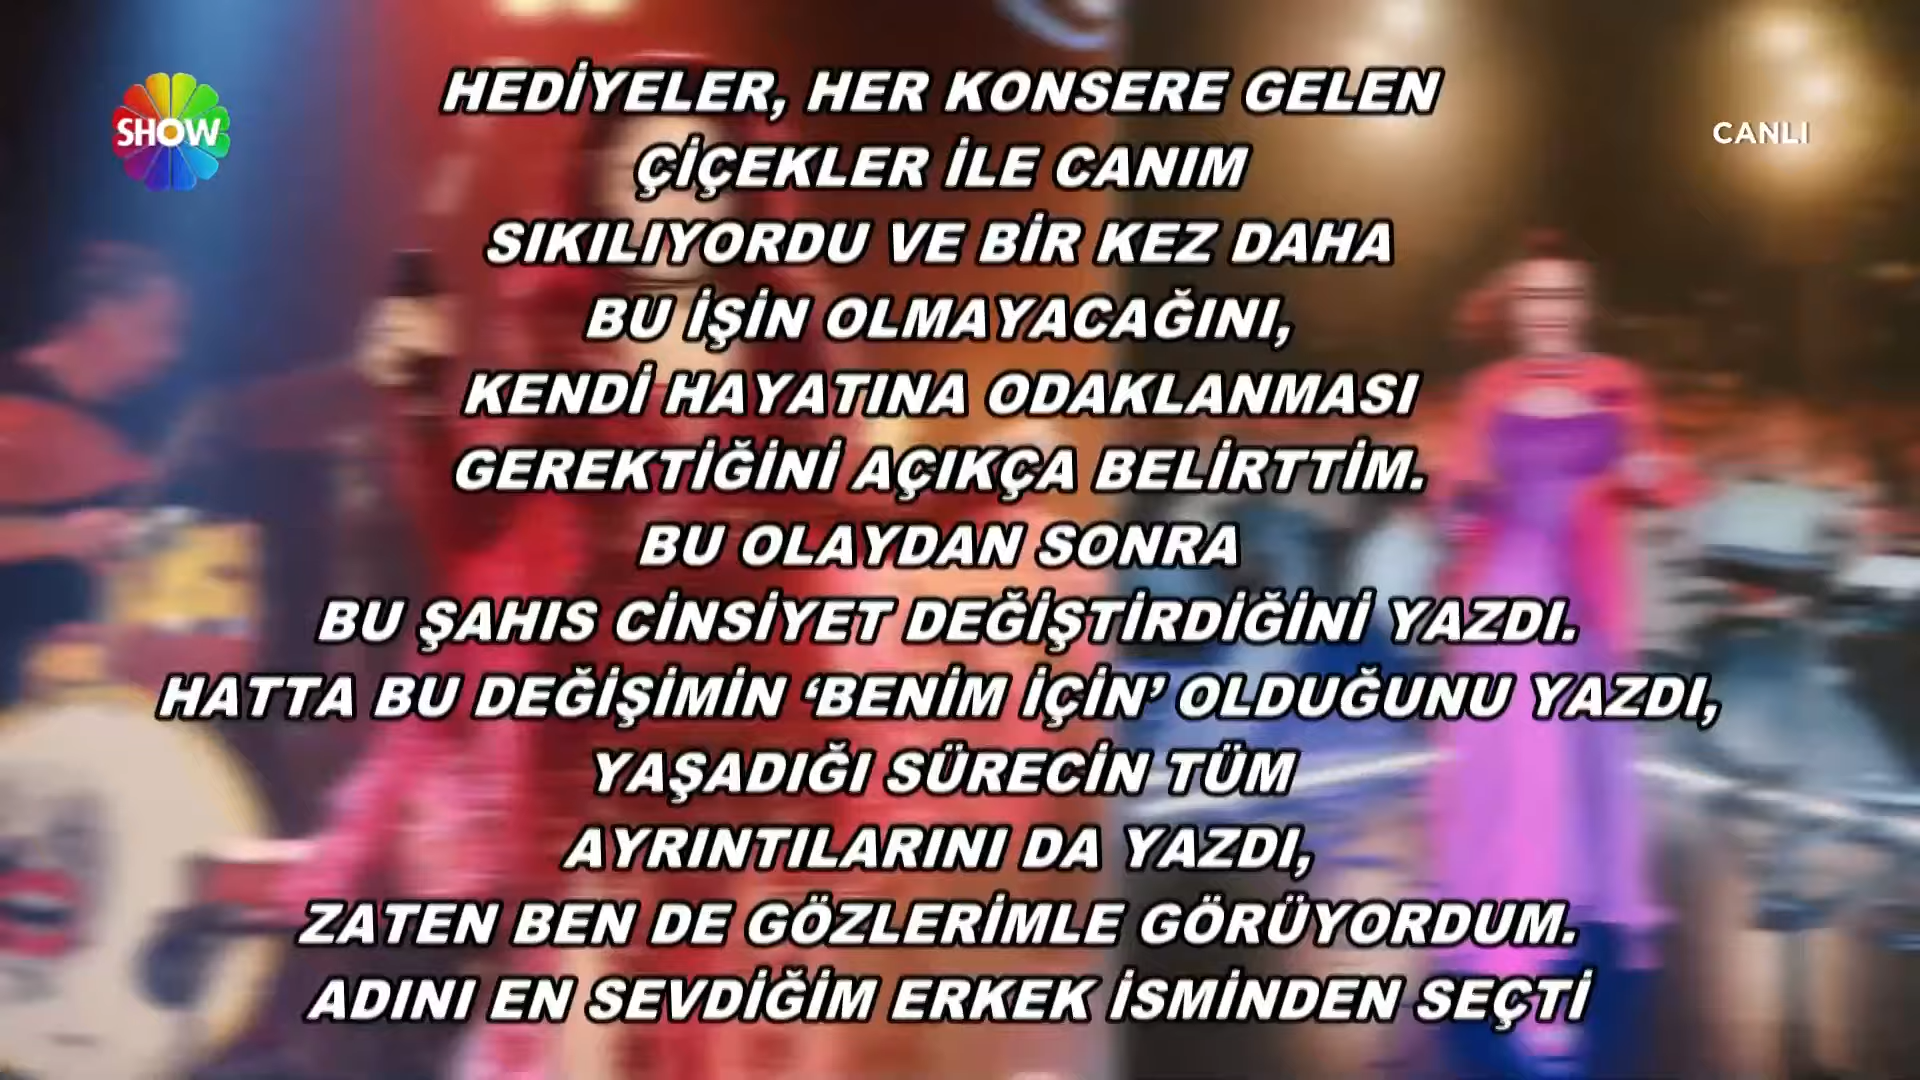 SHOW
CANLI
HEDİYELER, HER KONSERE GELEN
ÇİÇEKLER İLE CANIM
SIKILIYORDU VE BİR KEZ DAHA
BU İŞİN OLMAYACAĞINI,
KENDİ HAYATINA ODAKLANMASI
GEREKTİĞİNİ AÇIKÇA BELİRTTİM.
BU OLAYDAN SONRA
BU ŞAHIS CİNSİYET DEĞİŞTİRDİĞİNİ YAZDI.
HATTA BU DEĞİŞİMİN ‘BENİM İÇİN’ OLDUĞUNU YAZDI,
YAŞADIĞI SÜRECİN TÜM
AYRINTILARINI DA YAZDI,
ZATEN BEN DE GÖZLERİMLE GÖRÜYORDUM.
ADINI EN SEVDİĞİM ERKEK İSMİNDEN SEÇTİ